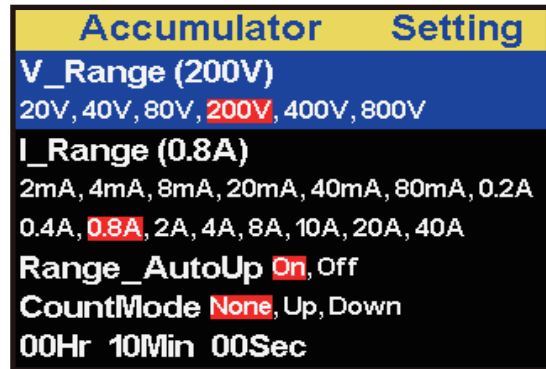 Accumulator Setting
V_Range (200V)
20V, 40V, 80V, 200V, 400V, 800V
I_Range (0.8A)
2mA, 4mA, 8mA, 20mA, 40mA, 80mA, 0.2A
0.4A, 0.8A, 2A, 4A, 8A, 10A, 20A, 40A
Range_AutoUp On, Off
CountMode None, Up, Down
00Hr 10Min 00Sec